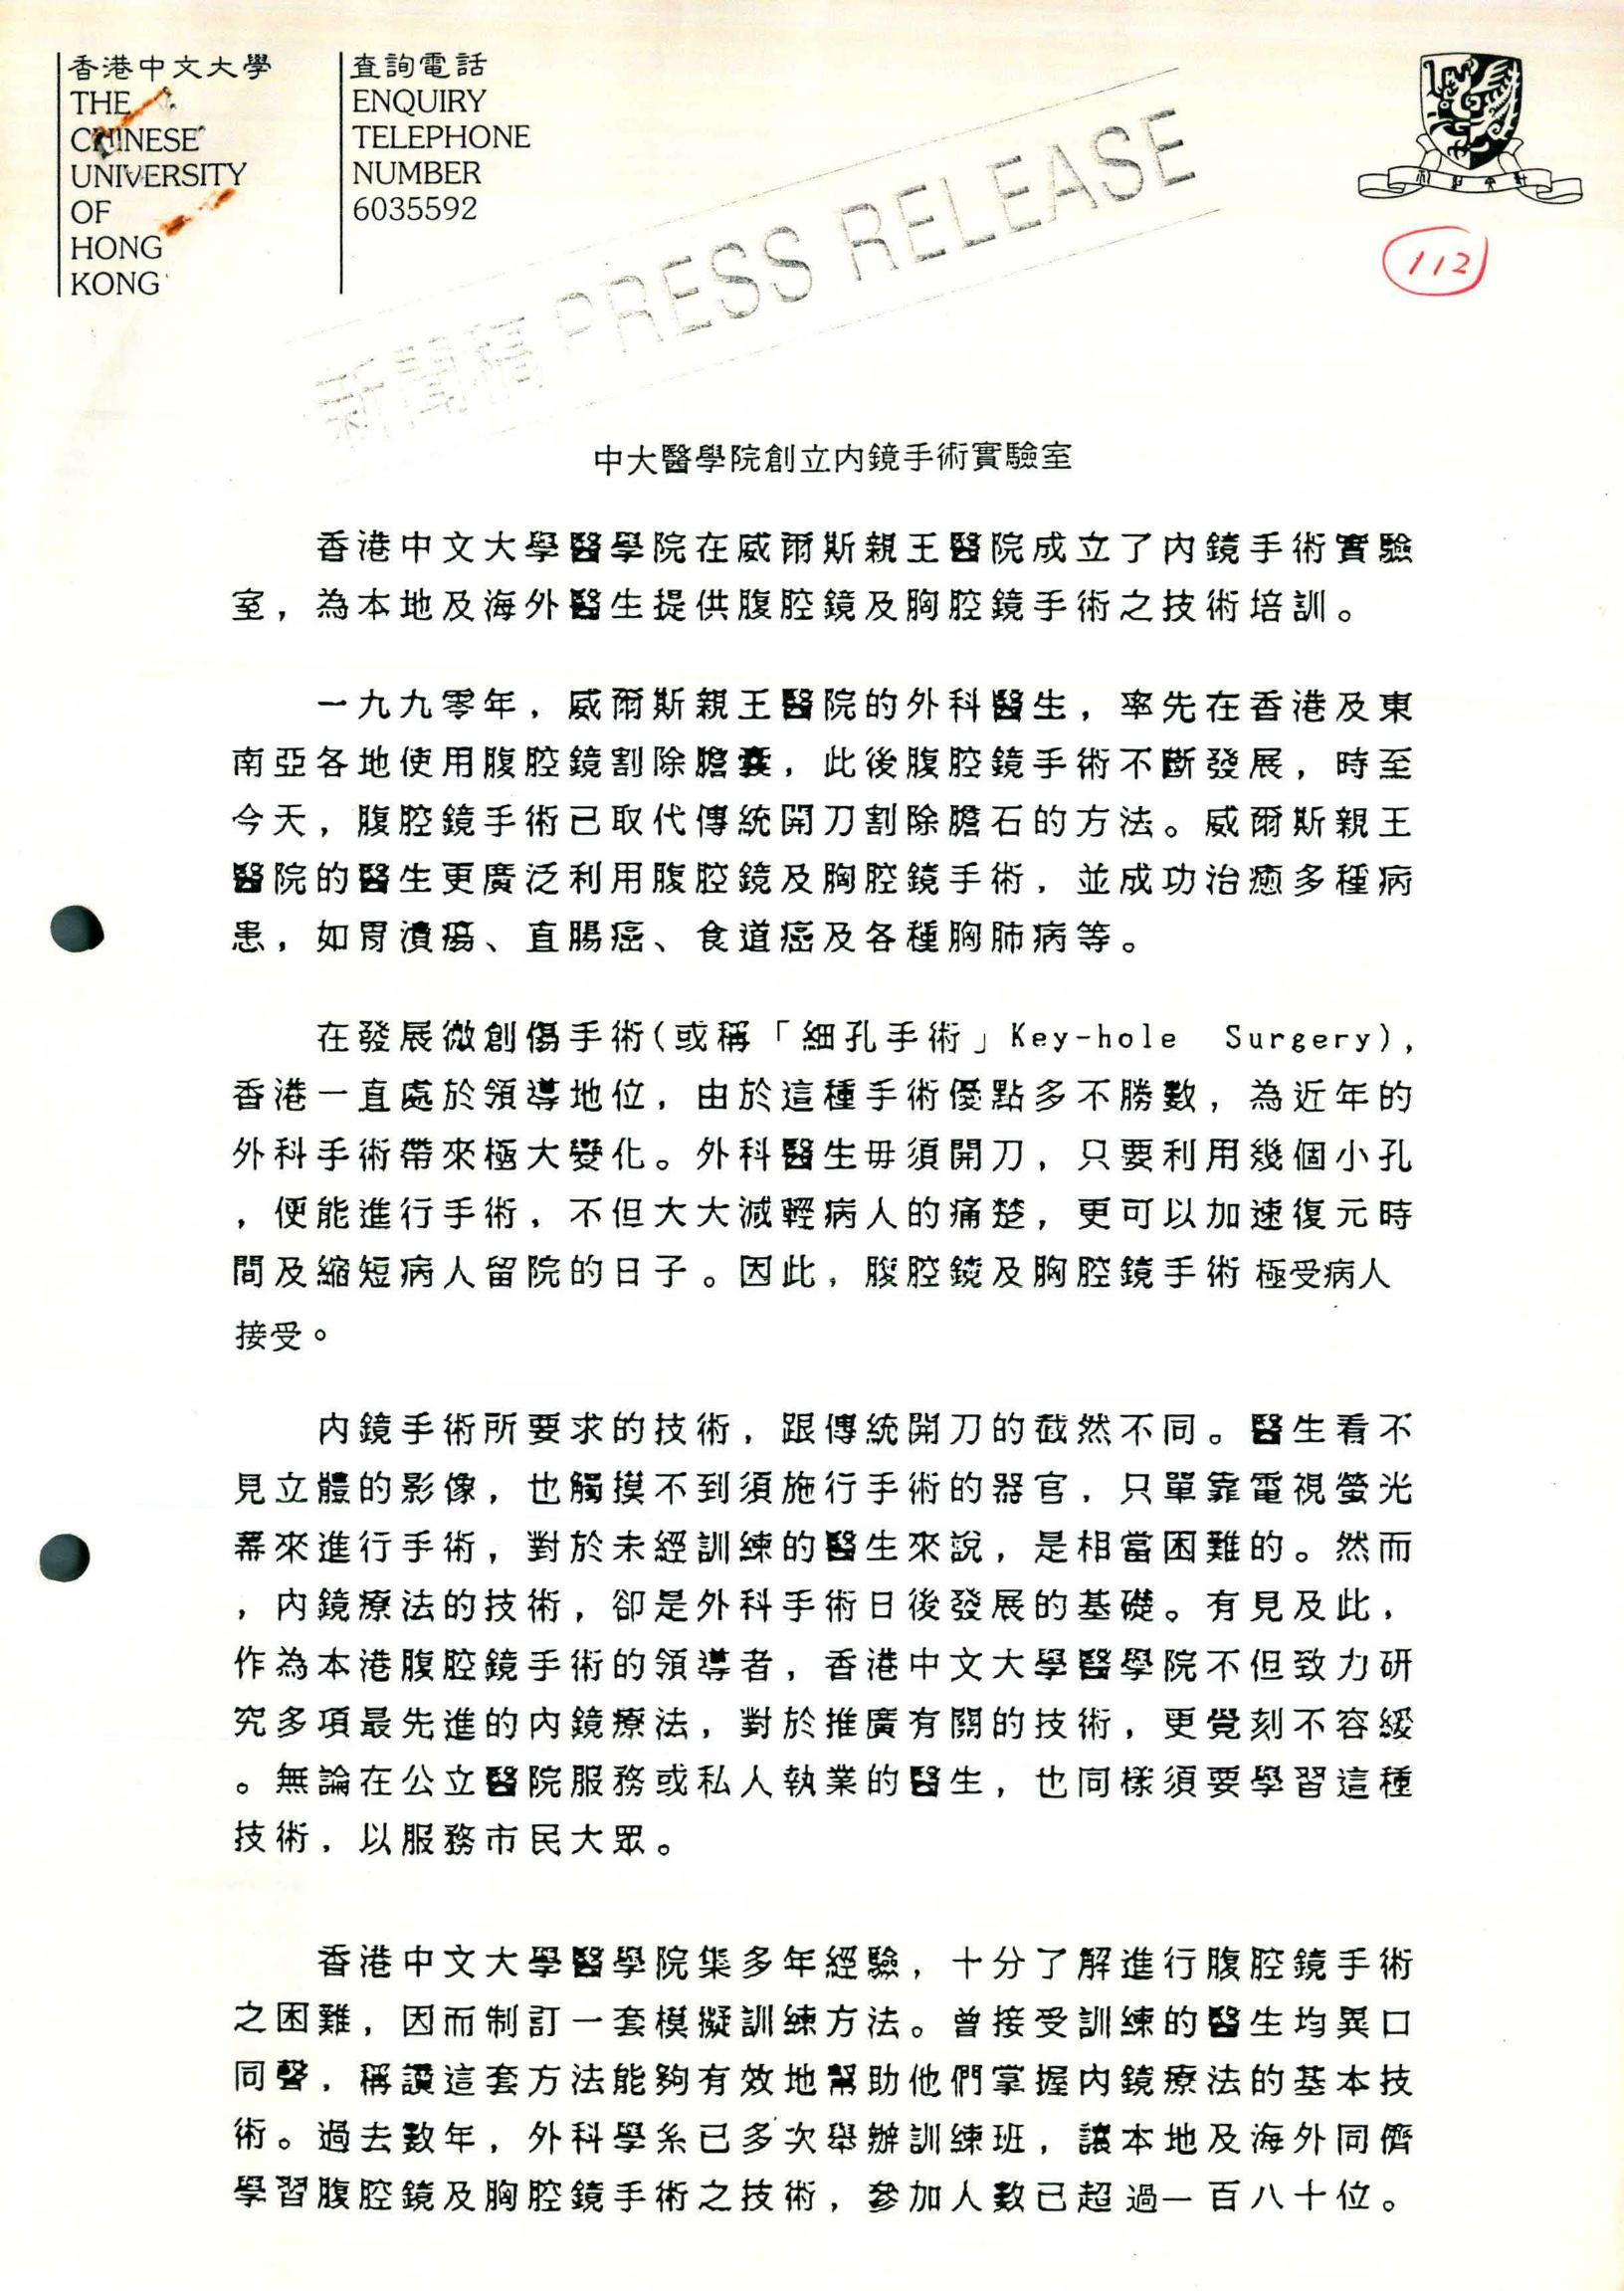 香港中文大學
THE
CHINESE
UNIVERSITY
OF
HONG
KONG
查詢電話
ENQUIRY
TELEPHONE
NUMBER
6035592
新聞稿 PRESS RELEASE
112
中大醫學院創立內鏡手術實驗室
香港中文大學醫學院在威爾斯親王醫院成立了內鏡手術實驗
室，為本地及海外醫生提供腹腔鏡及胸腔鏡手術之技術培訓。
一九九零年，威爾斯親王醫院的外科醫生，率先在香港及東
南亞各地使用腹腔鏡割除膽囊，此後腹腔鏡手術不斷發展，時至
今天，腹腔鏡手術已取代傳統開刀割除膽石的方法。威爾斯親王
醫院的醫生更廣泛利用腹腔鏡及胸腔鏡手術，並成功治癒多種病
患，如胃潰瘍、直腸癌、食道癌及各種胸肺病等。
在發展微創傷手術(或稱「細孔手術」Key-hole Surgery)，
香港一直處於領導地位，由於這種手術優點多不勝數，為近年的
外科手術帶來極大變化。外科醫生毋須開刀，只要利用幾個小孔
，便能進行手術，不但大大減輕病人的痛楚，更可以加速復元時
間及縮短病人留院的日子。因此，腹腔鏡及胸腔鏡手術極受病人
接受。
內鏡手術所要求的技術，跟傳統開刀的截然不同。醫生看不
見立體的影像，也觸摸不到須施行手術的器官，只單靠電視螢光
幕來進行手術，對於未經訓練的醫生來說，是相當困難的。然而
，內鏡療法的技術，卻是外科手術日後發展的基礎。有見及此，
作為本港腹腔鏡手術的領導者，香港中文大學醫學院不但致力研
究多項最先進的內鏡療法，對於推廣有關的技術，更覺刻不容緩
。無論在公立醫院服務或私人執業的醫生，也同樣須要學習這種
技術，以服務市民大眾。
香港中文大學醫學院集多年經驗，十分了解進行腹腔鏡手術
之困難，因而制訂一套模擬訓練方法。曾接受訓練的醫生均異口
同聲，稱讚這套方法能夠有效地幫助他們掌握內鏡療法的基本技
術。過去數年，外科學系已多次舉辦訓練班，讓本地及海外同儕
學習腹腔鏡及胸腔鏡手術之技術，參加人數已超過一百八十位。